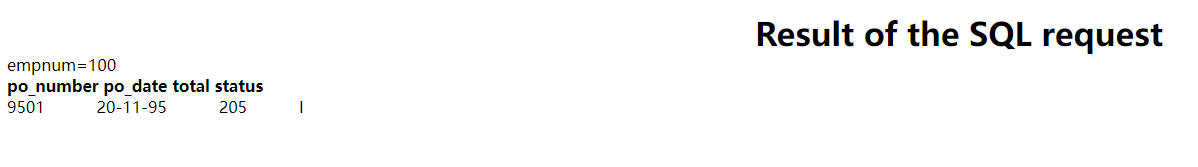 Result of the SQL request
empnum=100
po_number po_date total status
9501 20-11-95 205 I